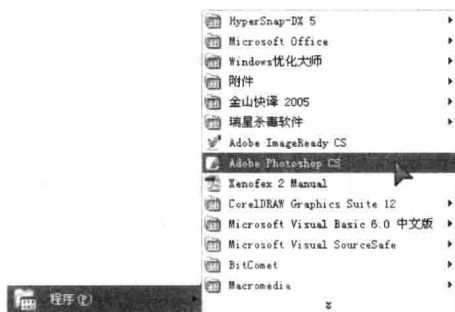 HyperSnap-DX 5
Microsoft Office
Windows优化大师
附件
金山快译 2005
瑞星杀毒软件
Adobe ImageReady CS
Adobe Photoshop CS
Xenofex 2 Manual
CorelDRAW Graphics Suite 12
Microsoft Visual Basic 6.0 中文版
Microsoft Visual SourceSafe
BitComet
Macromedia
程序(P)